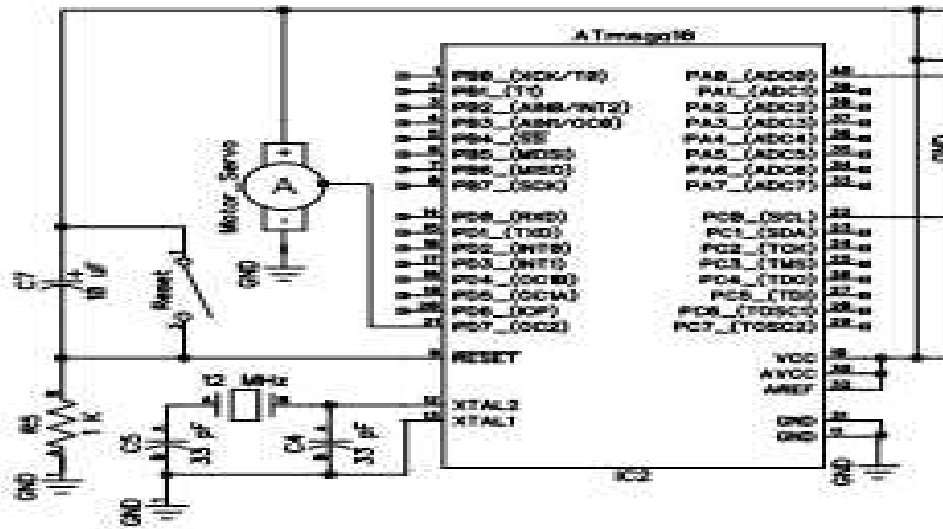 ATmega16
PB0_(XCK/T0)
PB1_(T1)
PB2_(AIN0/INT2)
PB3_(AIN1/OC0)
PB4_(SS)
PB5_(MOSI)
PB6_(MISO)
PB7_(SCK)
PD0_(RXD)
PD1_(TXD)
PD2_(INT0)
PD3_(INT1)
PD4_(OC1B)
PD5_(OC1A)
PD6_(ICP)
PD7_(OC2)
RESET
XTAL2
XTAL1
PA0_(ADC0)
PA1_(ADC1)
PA2_(ADC2)
PA3_(ADC3)
PA4_(ADC4)
PA5_(ADC5)
PA6_(ADC6)
PA7_(ADC7)
PC0_(SCL)
PC1_(SDA)
PC2_(TCK)
PC3_(TMS)
PC4_(TDO)
PC5_(TDI)
PC6_(TOSC1)
PC7_(TOSC2)
VCC
AVCC
AREF
GND
GND
IC2
Motor_Servo
+
A
-
GND
C7
+
10 uF
Reset
R5
1 K
GND
12 MHz
C5
33 pF
C4
33 pF
GND
GND